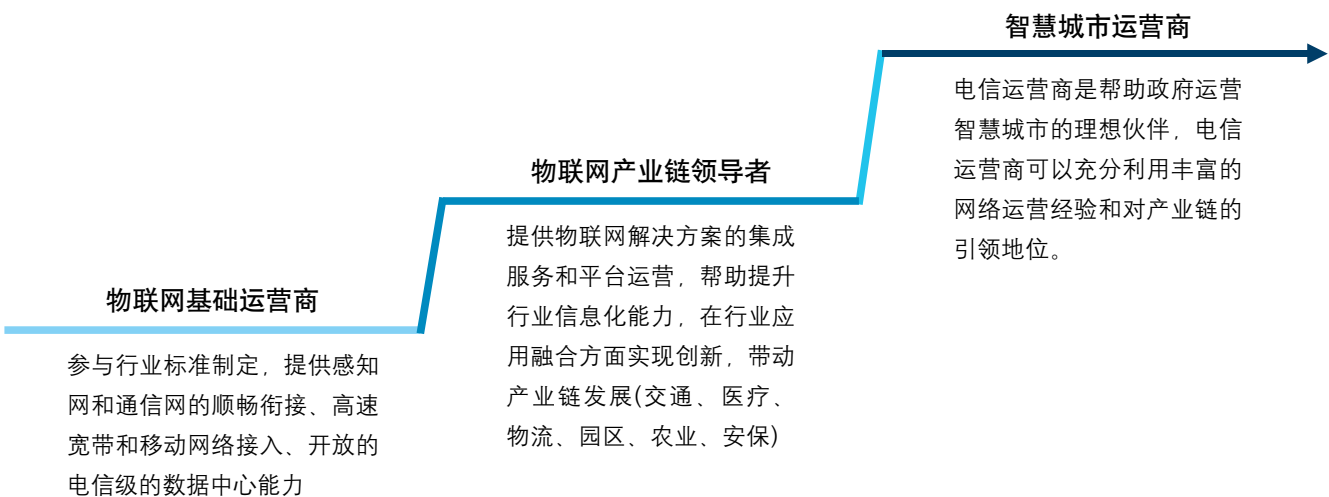 智慧城市运营商
电信运营商是帮助政府运营
智慧城市的理想伙伴，电信
运营商可以充分利用丰富的
网络运营经验和对产业链的
引领地位。
物联网产业链领导者
提供物联网解决方案的集成
服务和平台运营，帮助提升
行业信息化能力，在行业应
用融合方面实现创新，带动
产业链发展(交通、医疗、
物流、园区、农业、安保)
物联网基础运营商
参与行业标准制定，提供感知
网和通信网的顺畅衔接、高速
宽带和移动网络接入、开放的
电信级的数据中心能力